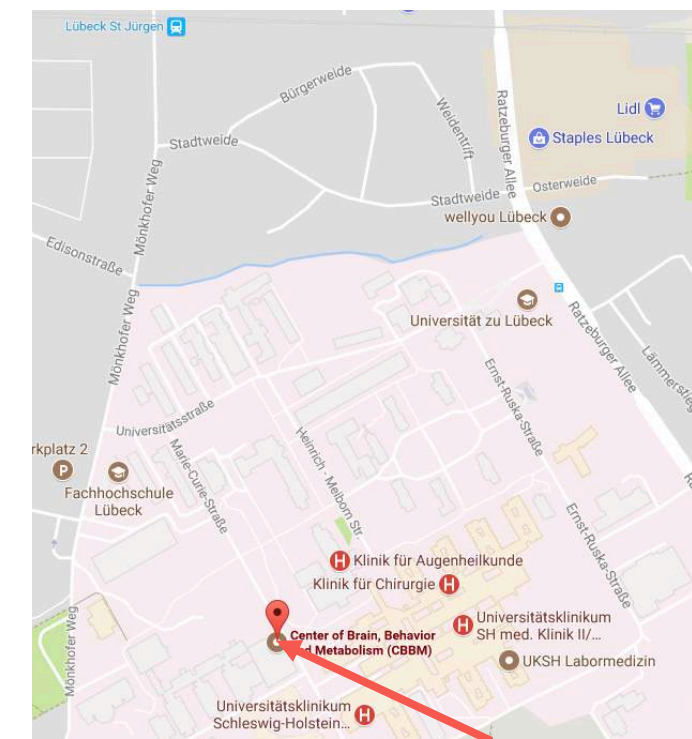 Lübeck St Jürgen
Bürgerweide
Weidentrift
Ratzeburger Allee
Lidl
Staples Lübeck
Stadtweide
Mönkhofer Weg
Osterweide
Stadtweide
wellyou Lübeck
Edisonstraße
Mönkhofer Weg
Universität zu Lübeck
Ratzeburger Allee
Ernst-Ruska-Straße
Universitätsstraße
Marie-Curie-Straße
Heinrich - Meibom Str.
rkplatz 2
P
Fachhochschule
Lübeck
Ernst-Ruska-Straße
H
Klinik für Augenheilkunde
Klinik für Chirurgie
H
Universitätsklinikum
SH med. Klinik II/...
H
Center of Brain, Behavior
Metabolism (CBBM)
UKSH Labormedizin
Mönkhofer Weg
Universitätsklinikum
Schleswig-Holstein...
H